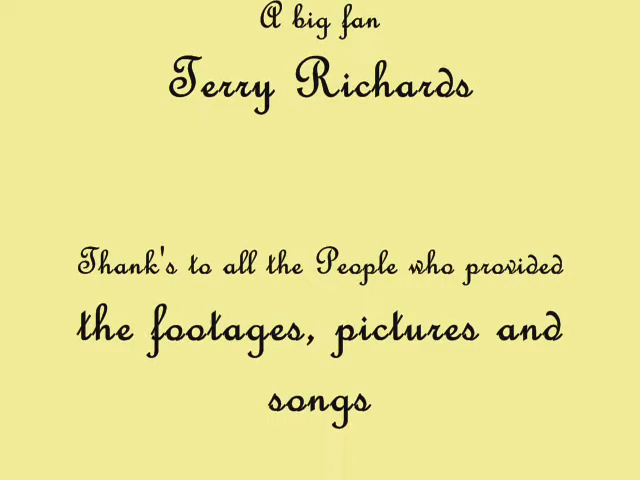 A big fan
Terry Richards
Thank's to all the People who provided
the footages, pictures and
songs